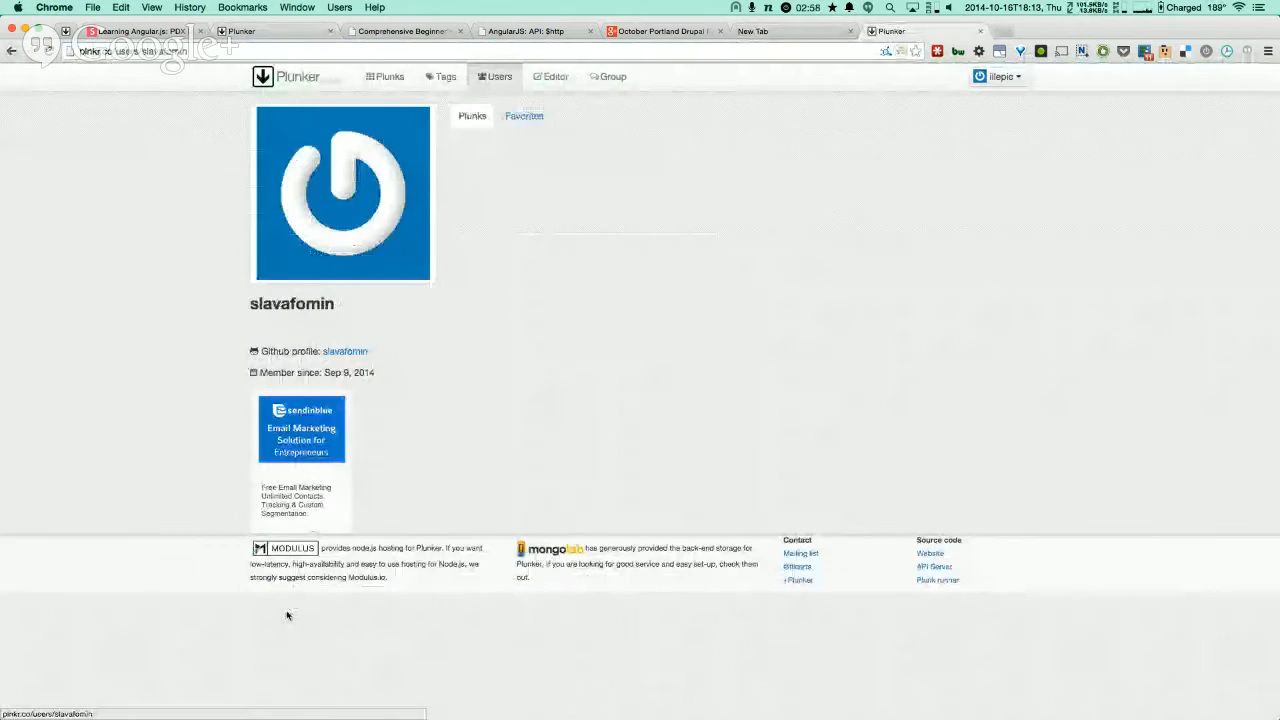 Chrome File Edit View History Bookmarks Window Users Help
02:58
2014-10-16T18:13, Thu
Charged
Learning Angular.js: PDX
Plunker
Comprehensive Beginner
AngularJS: API: $http
October Portland Drupal
New Tab
Plunker
Google+
Plunker
Plunks
Tags
Users
Editor
Group
illepic
Plunks
Favorites
slavafomin
Github profile: slavafomin
Member since: Sep 9, 2014
sendinblue
Email Marketing
Solution for
Entrepreneurs
Free Email Marketing
Unlimited Contacts.
Tracking & Custom
Segmentation.
MODULUS provides node.js hosting for Plunker. If you want
low-latency, high-availability and easy to use hosting for Node.js, we
strongly suggest considering Modulus.io.
mongolab has generously provided the back-end storage for
Plunker, if you are looking for good service and easy set-up, check them
out.
Contact
Mailing list
+Plunker
Source code
Website
API Server
Plunk runner
plnkr.co/users/slavafomin